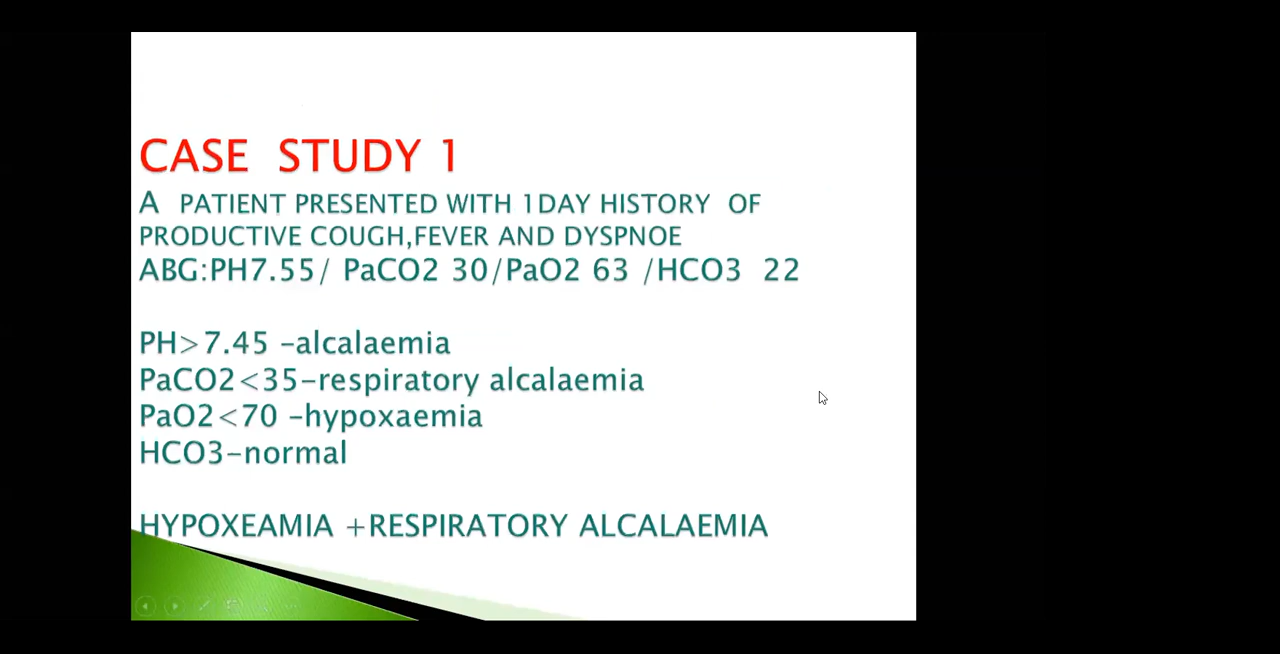 CASE STUDY 1
A PATIENT PRESENTED WITH 1DAY HISTORY OF
PRODUCTIVE COUGH,FEVER AND DYSPNOE
ABG:PH7.55/ PaCO2 30/PaO2 63 /HCO3 22
PH>7.45 -alcalaemia
PaCO2<35-respiratory alcalaemia
PaO2<70 -hypoxaemia
HCO3-normal
HYPOXEAMIA +RESPIRATORY ALCALAEMIA